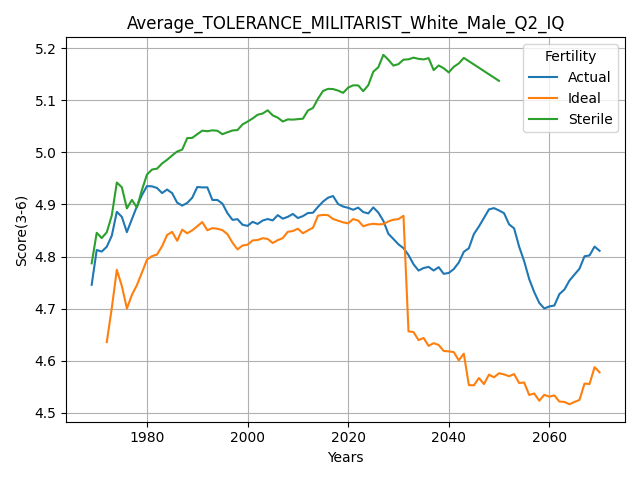 Average_TOLERANCE_MILITARIST_White_Male_Q2_IQ
Score(3-6)
5.2
5.1
5.0
4.9
4.8
4.7
4.6
4.5
Fertility
Actual
Ideal
Sterile
1980 2000 2020 2040 2060
Years